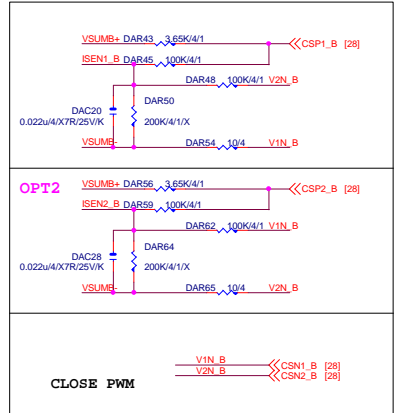 VSUMB+ DAR43 3.65K/4/1 CSP1_B [28]
ISEN1_B DAR45 100K/4/1
DAR48 100K/4/1 V2N_B
DAR50
DAC20
0.022u/4/X7R/25V/K 200K/4/1/X
VSUMB- DAR54 10/4 V1N_B
OPT2 VSUMB+ DAR56 3.65K/4/1 CSP2_B [28]
ISEN2_B DAR59 100K/4/1
DAR62 100K/4/1 V1N_B
DAR64
DAC28
0.022u/4/X7R/25V/K 200K/4/1/X
VSUMB- DAR65 10/4 V2N_B
V1N_B CSN1_B [28]
V2N_B CSN2_B [28]
CLOSE PWM